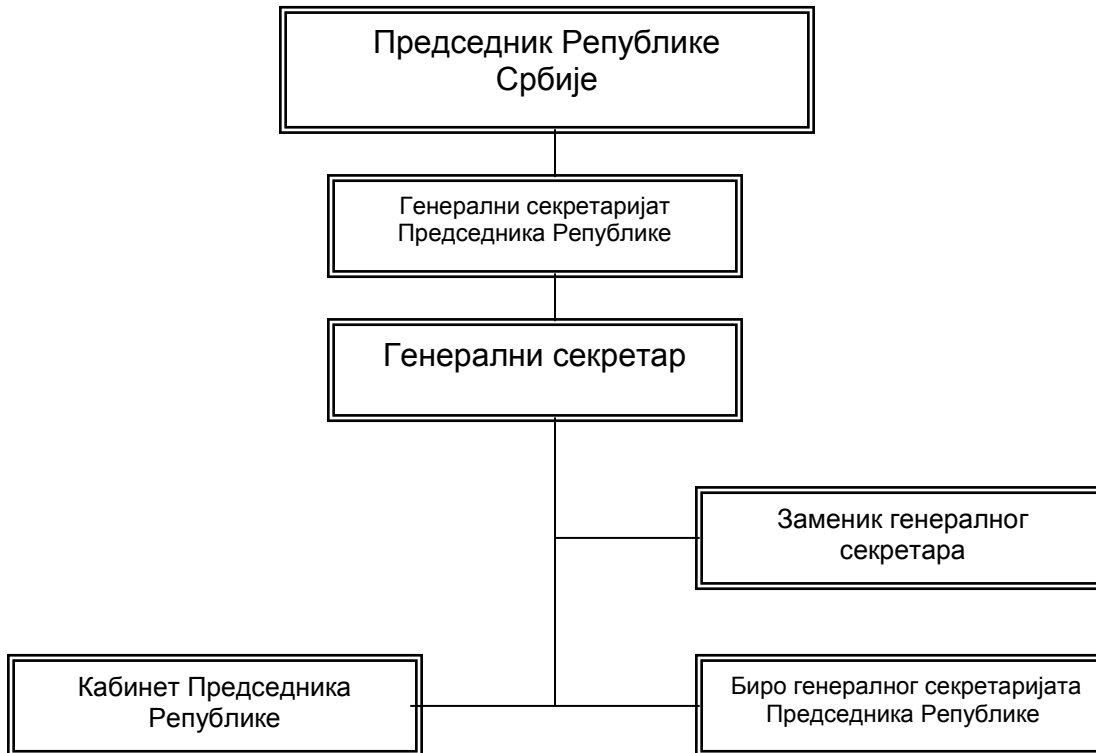 Председник Републике
Србије
Генерални секретаријат
Председника Републике
Генерални секретар
Заменик генералног
секретара
Кабинет Председника
Републике
Биро генералног секретаријата
Председника Републике